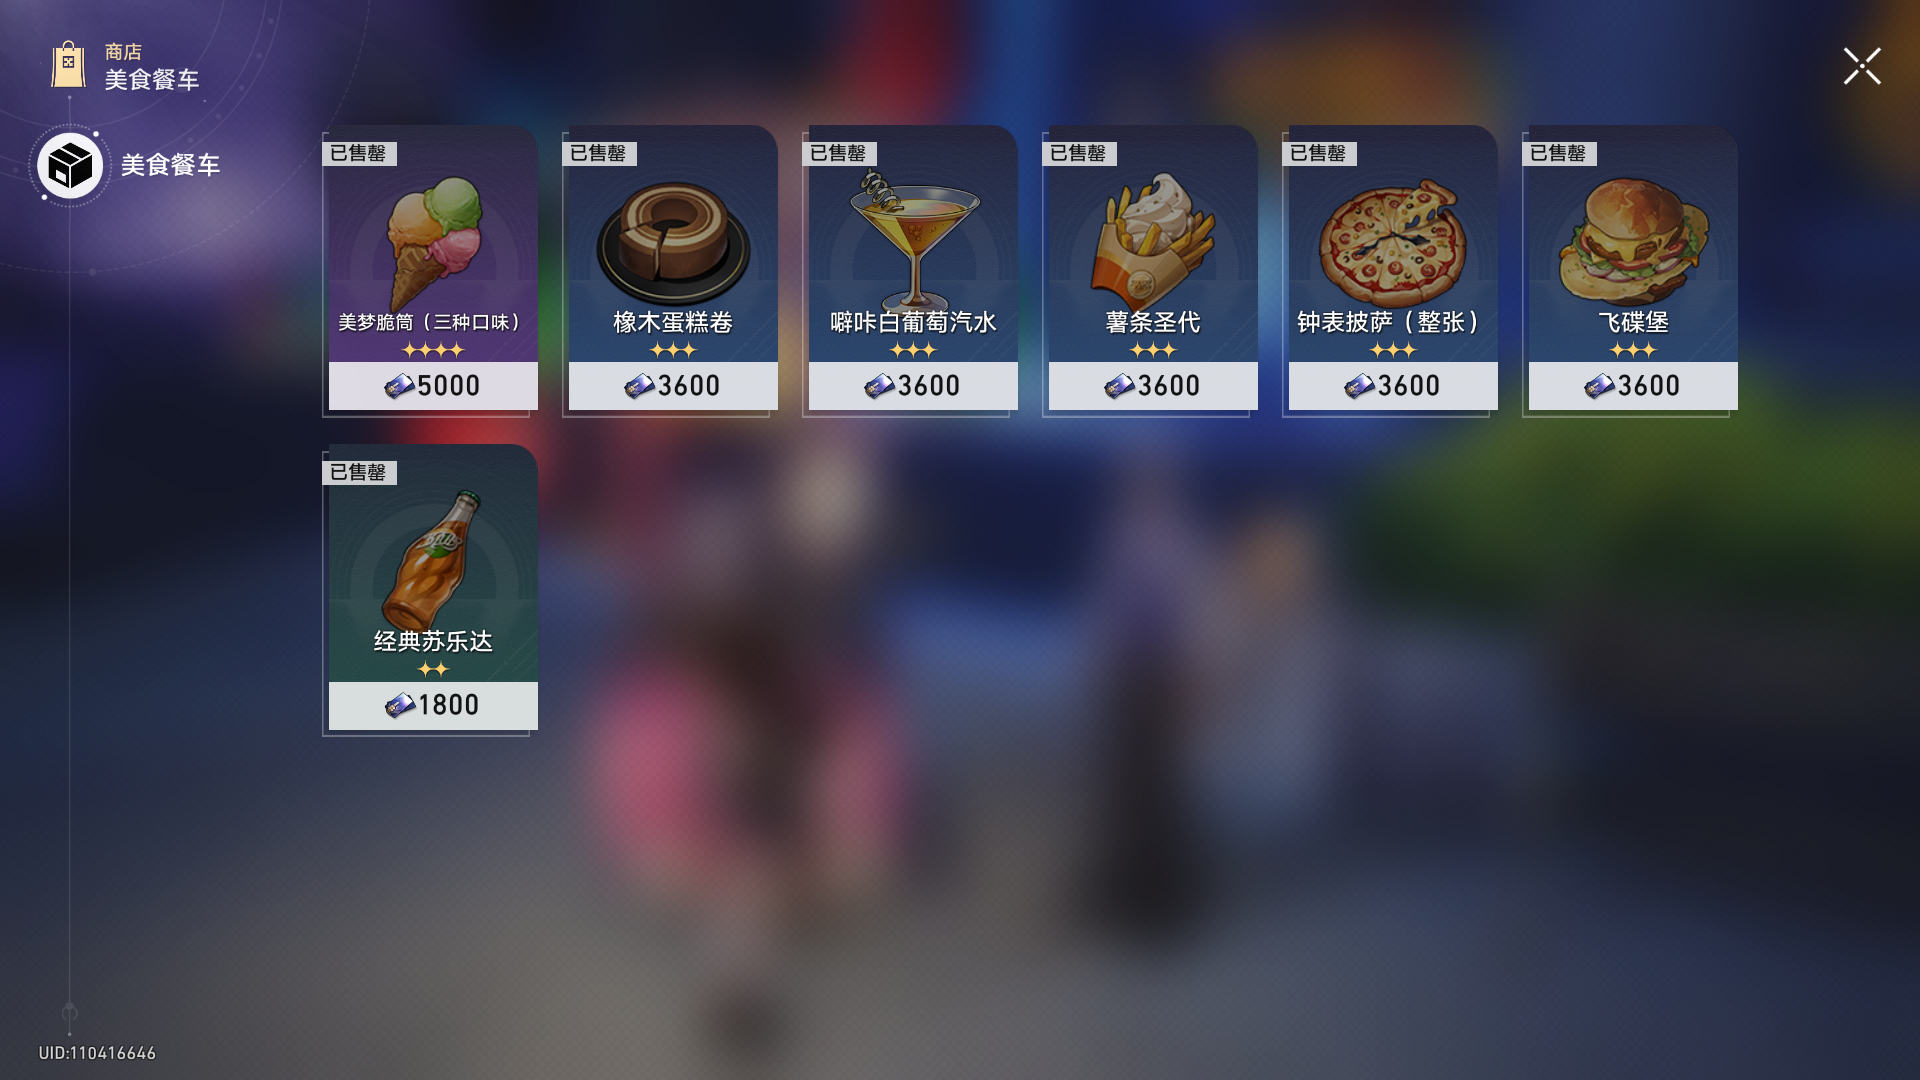 商店
美食餐车
美食餐车
已售罄
美梦脆筒（三种口味）
5000
已售罄
橡木蛋糕卷
3600
已售罄
噼咔白葡萄汽水
3600
已售罄
薯条圣代
3600
已售罄
钟表披萨（整张）
3600
已售罄
飞碟堡
3600
已售罄
经典苏乐达
1800
UID:110416646